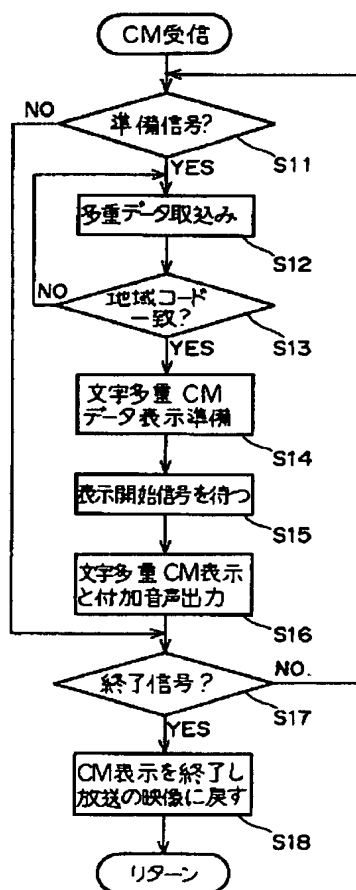 CM受信
NO
準備信号?
S11
YES
多重データ取込み
S12
NO
地域コード
一致?
S13
YES
文字多重 CM
データ表示準備
S14
表示開始信号を待つ
S15
文字多重 CM表示
と付加音声出力
S16
終了信号?
NO.
S17
YES
CM表示を終了し
放送の映像に戻す
S18
リターン